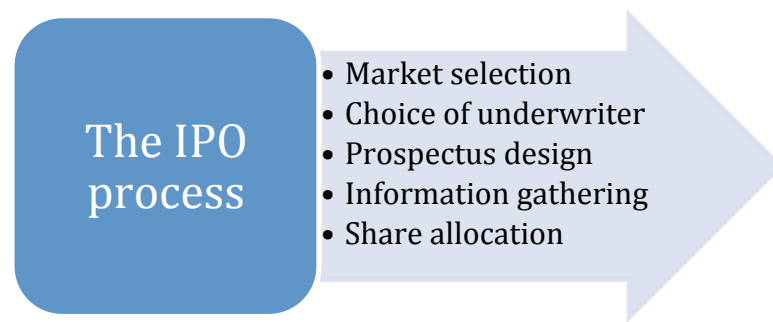 The IPO
process
• Market selection
• Choice of underwriter
• Prospectus design
• Information gathering
• Share allocation